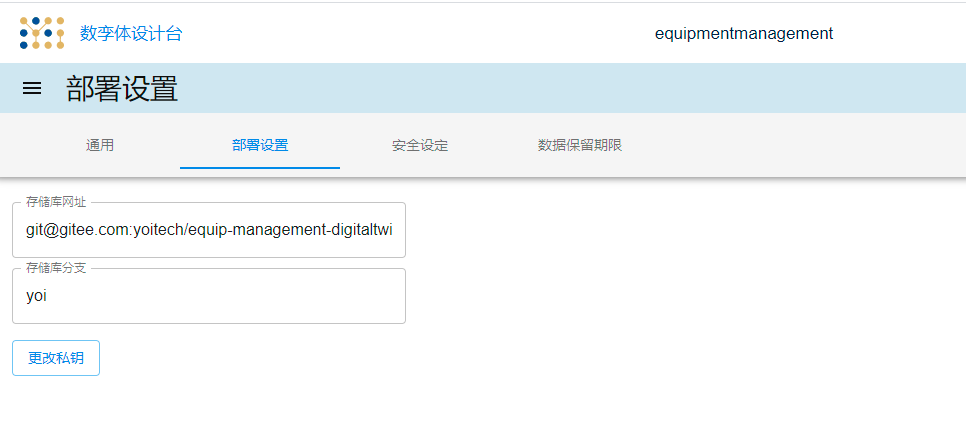 数孪体设计台
equipmentmanagement
部署设置
通用
部署设置
安全设定
数据保留期限
存储库网址
git@gitee.com:yoitech/equip-management-digitaltwi
存储库分支
yoi
更改私钥